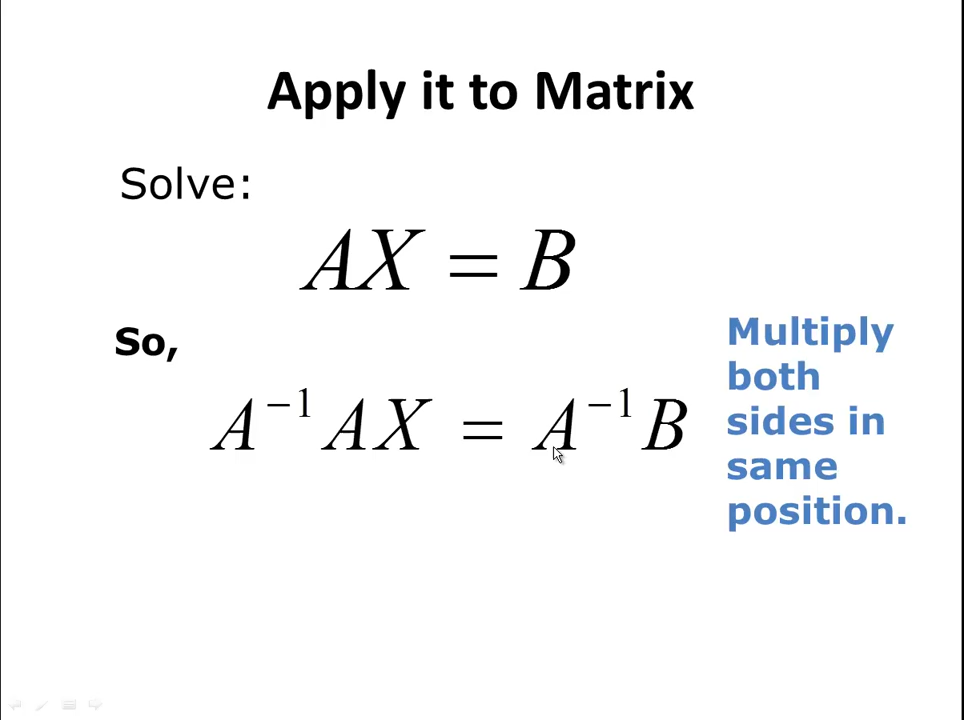 Apply it to Matrix
Solve:
AX = B
So,
A⁻¹AX = A⁻¹B
Multiply
both
sides in
same
position.